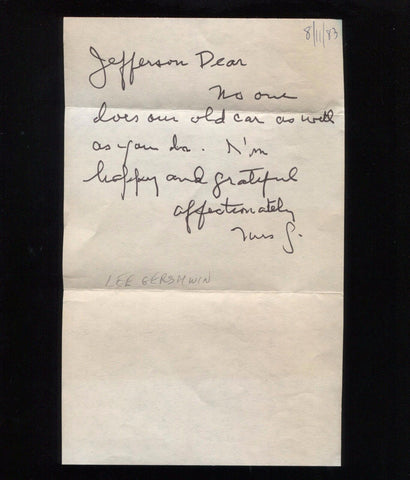 8/11/83
Jefferson Dear
No one
does our old car as well
as you do. I'm
happy and grateful
affectionately
Mrs G.
LEE GERSHWIN